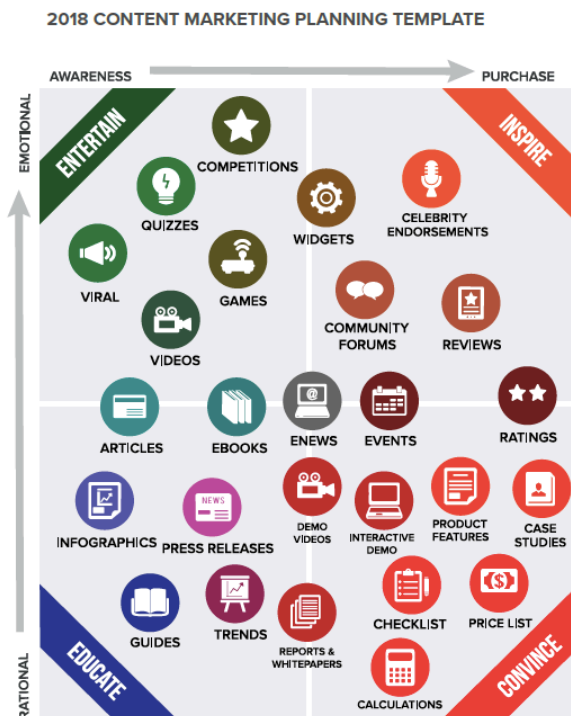 2018 CONTENT MARKETING PLANNING TEMPLATE
AWARENESS
PURCHASE
EMOTIONAL
ENTERTAIN
INSPIRE
COMPETITIONS
QUIZZES
WIDGETS
CELEBRITY
ENDORSEMENTS
VIRAL
GAMES
COMMUNITY
FORUMS
REVIEWS
VIDEOS
@
ARTICLES
EBOOKS
ENEWS
EVENTS
RATINGS
NEWS
INFOGRAPHICS
PRESS RELEASES
DEMO
VIDEOS
INTERACTIVE
DEMO
PRODUCT
FEATURES
CASE
STUDIES
$
GUIDES
TRENDS
REPORTS &
WHITEPAPERS
CHECKLIST
PRICE LIST
CALCULATIONS
RATIONAL
EDUCATE
CONVINCE